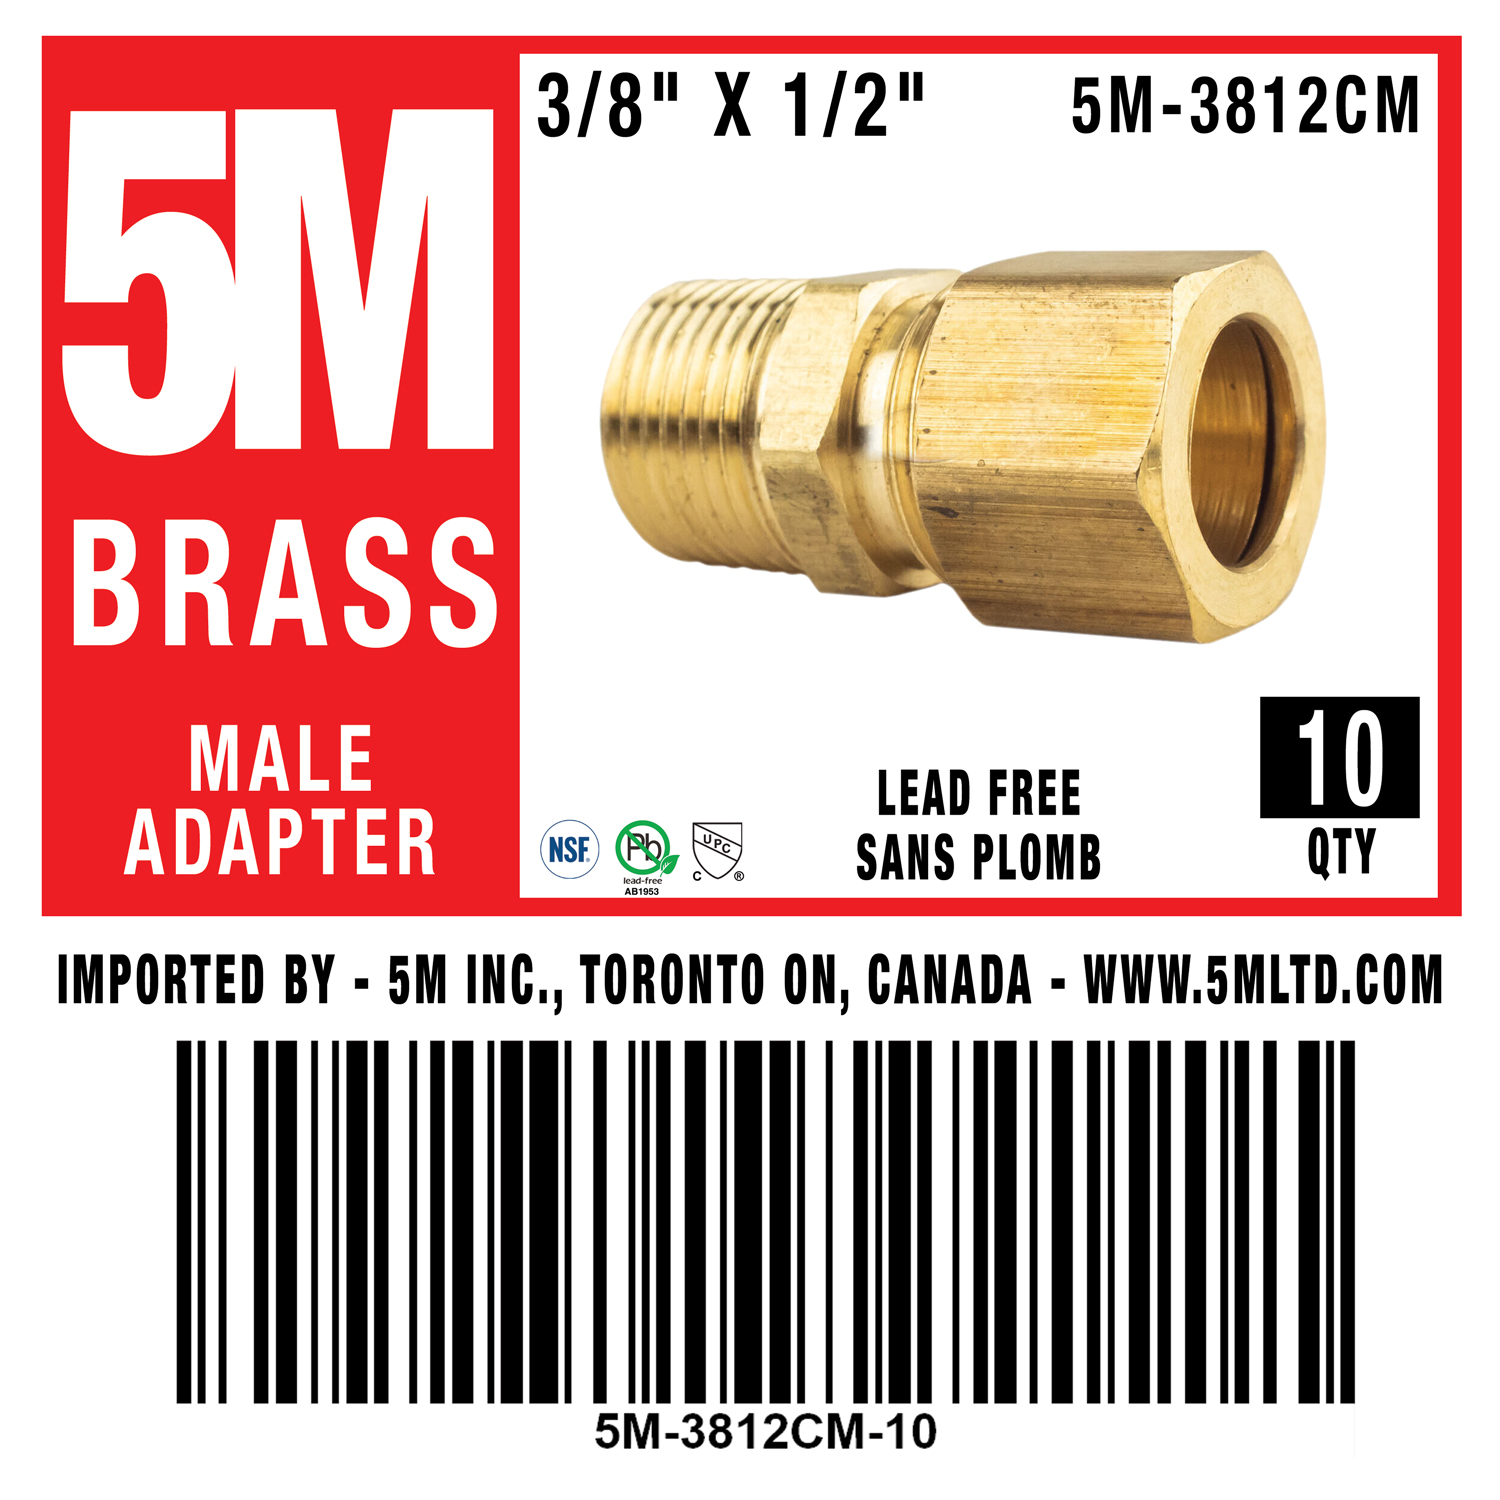 5M
BRASS
MALE
ADAPTER
3/8" X 1/2"
5M-3812CM
NSF®
Pb
lead-free
AB1953
UPC
C ®
LEAD FREE
SANS PLOMB
10
QTY
IMPORTED BY - 5M INC., TORONTO ON, CANADA - WWW.5MLTD.COM
5M-3812CM-10